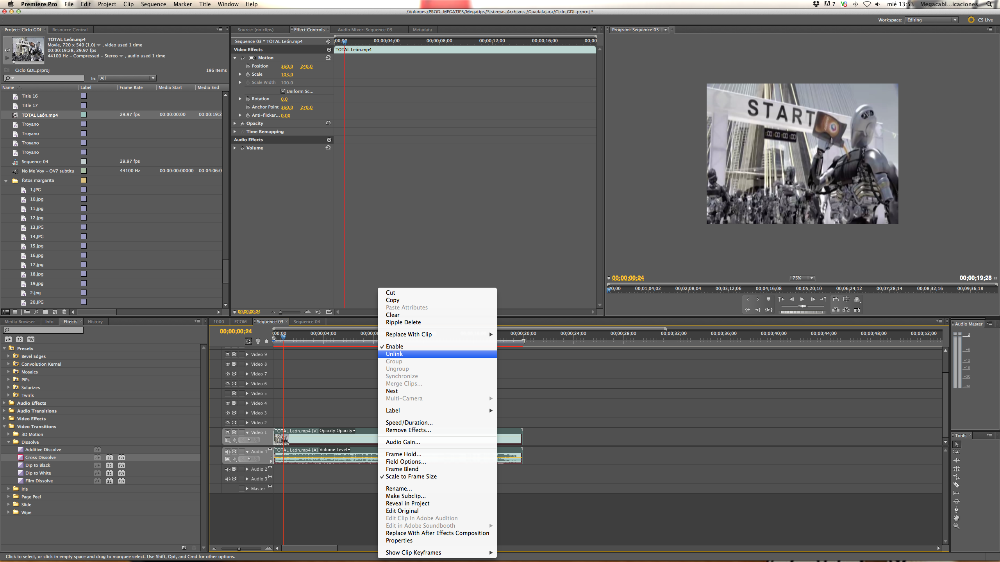 Premiere Pro File Edit Project Clip Sequence Marker Title Window Help
7 mié 13:53 Megacabl...icaciones
/Volumes/PROD. MEGATIPS/Megatips/Sistemas Archivos /Guadalajara/Ciclo GDL.prproj *
Workspace: Editing CS Live
Project: Ciclo GDL Resource Central
TOTAL León.mp4
Movie, 720 x 540 (1.0) , video used 1 time
00:00:19:28, 29.97 fps
44100 Hz - Compressed - Stereo , audio used 1 time
Ciclo GDL.prproj 196 Items
In: All
Name Label Frame Rate Media Start Media End
Title 16
Title 17
TOTAL León.mp4 29.97 fps 00:00:00:00 00:00:19:2
Troyano
Troyano
Troyano
Troyano
Sequence 04 29.97 fps
No Me Voy - OV7 subtitu 44100 Hz 00:00:00:00000 00:04:06:0
fotos margarita
1.JPG
10.jpg
11.jpg
12.jpg
13.JPG
14.JPG
15.jpg
16.jpg
17.jpg
18.jpg
19.jpg
2.jpg
20.JPG
Source: (no clips) Effect Controls Audio Mixer: Sequence 03 Metadata
Sequence 03 * TOTAL León.mp4
;00;00 00;00;04;00 00;00;08;00 00;00;12;00 00;00;16;00 00;00
Video Effects
TOTAL León.mp4
fx Motion
Position 360.0 240.0
Scale 103.0
Scale Width 100.0
Uniform Sc...
Rotation 0.0
Anchor Point 360.0 270.0
Anti-flicker... 0.00
fx Opacity
Time Remapping
Audio Effects
fx Volume
00;00;00;24
Program: Sequence 03
START
00:00:00:00
00;00;00;24 75% 00;00;19;28
00;00 00;01;04;02 00;02;08;04 00;03;12;06 00;04;16;08 00;05;20;10 00;06;24;12 00;07;28;14 00;08;32;16 00;09;36;18
Media Browser Info Effects History
32 YUV
Presets
Bevel Edges
Convolution Kernel
Mosaics
PiPs
Solarizes
Twirls
Audio Effects
Audio Transitions
Video Effects
Video Transitions
3D Motion
Dissolve
Additive Dissolve
Cross Dissolve 32 YUV
Dip to Black 32 YUV
Dip to White 32 YUV
Film Dissolve 32 YUV
Iris
Page Peel
Slide
Wipe
1000 ECOM Sequence 03 Sequence 04
00;00;00;24
;00;00 00;00;04;00 00;00;08 00;00;20;00 00;00;24;00 00;00;28;00 00;00;32;00 00;00;36;00 00;00;40;00 00;00;44;00 00;00;48;00 00;00;52;00
Video 9
Video 8
Video 7
Video 6
Video 5
Video 4
Video 3
Video 2
Video 1 TOTAL León.mp4 [V] Opacity:Opacity
Audio 1 TOTAL León.mp4 [A] Volume:Level
L
R
Audio 2
Audio 3
Master
Cut
Copy
Paste Attributes
Clear
Ripple Delete
Replace With Clip
Enable
Unlink
Group
Ungroup
Synchronize
Merge Clips...
Nest
Multi-Camera
Label
Speed/Duration...
Remove Effects...
Audio Gain...
Frame Hold...
Field Options...
Frame Blend
Scale to Frame Size
Rename...
Make Subclip...
Reveal in Project
Edit Original
Edit Clip In Adobe Audition
Edit in Adobe Soundbooth
Replace With After Effects Composition
Properties
Show Clip Keyframes
Audio Master
0
-6
-12
-18
-30
-∞
Tools
Click to select, or click in empty space and drag to marquee select. Use Shift, Opt, and Cmd for other options.